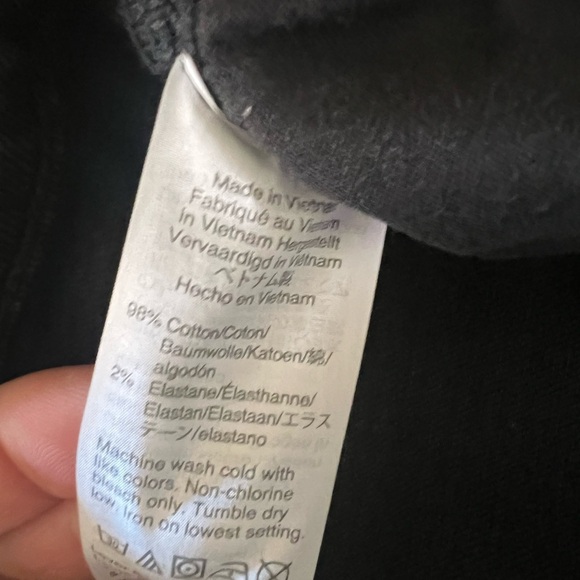 Made in Vietnam
Fabriqué au Vietnam
in Vietnam Hergestellt
Vervaardigd in Vietnam
ベトナム製
Hecho en Vietnam
98% Cotton/Coton/
Baumwolle/Katoen/綿/
algodón
2% Elastane/Élasthanne/
Elastan/Elastaan/エラス
テーン/elastano
Machine wash cold with
like colors. Non-chlorine
bleach only. Tumble dry
low. Iron on lowest setting.